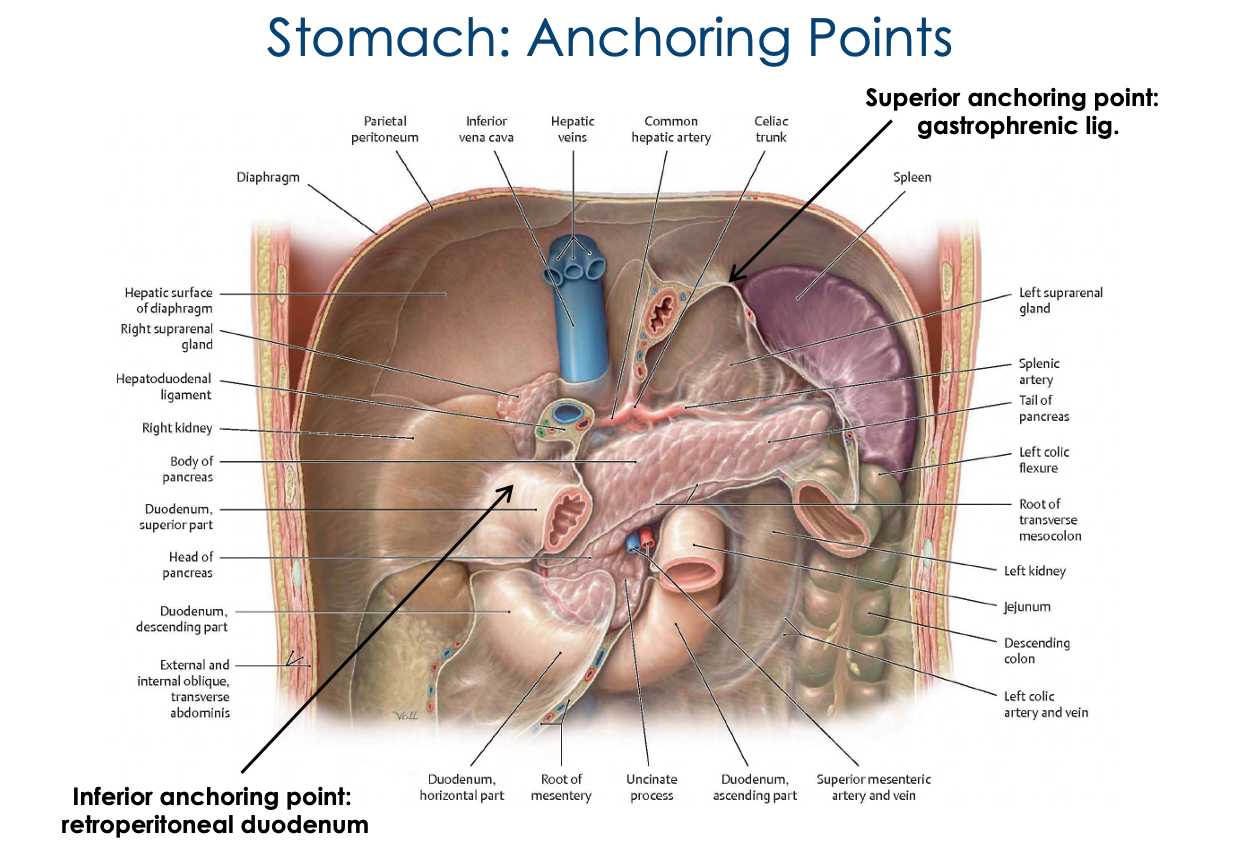 Stomach: Anchoring Points
Superior anchoring point:
gastrophrenic lig.
Parietal
peritoneum
Inferior
vena cava
Hepatic
veins
Common
hepatic artery
Celiac
trunk
Diaphragm
Spleen
Hepatic surface
of diaphragm
Right suprarenal
gland
Hepatoduodenal
ligament
Right kidney
Body of
pancreas
Duodenum,
superior part
Head of
pancreas
Duodenum,
descending part
External and
internal oblique,
transverse
abdominis
Left suprarenal
gland
Splenic
artery
Tail of
pancreas
Left colic
flexure
Root of
transverse
mesocolon
Left kidney
Jejunum
Descending
colon
Left colic
artery and vein
VOLL
Duodenum,
horizontal part
Root of
mesentery
Uncinate
process
Duodenum,
ascending part
Superior mesenteric
artery and vein
Inferior anchoring point:
retroperitoneal duodenum